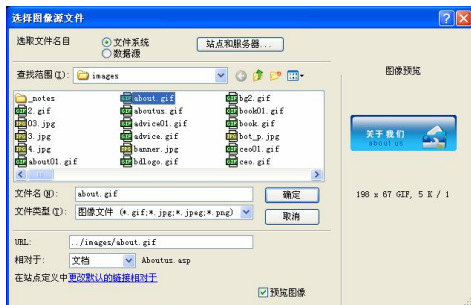 选择图像源文件
选取文件名自
文件系统
站点和服务器...
数据源
查找范围(I):
images
_notes
about.gif
bg2.gif
2.gif
aboutus.gif
book01.gif
03.jpg
advice01.gif
book.gif
3.jpg
advice.gif
bot_p.jpg
4.jpg
banner.jpg
ceo01.gif
about01.gif
bdlogo.gif
ceo.gif
文件名(N):
about.gif
确定
文件类型(T):
图像文件 (*.gif;*.jpg;*.jpeg;*.png)
取消
URL:
../images/about.gif
相对于:
文档
Aboutus.asp
在站点定义中更改默认的链接相对于
预览图像
图像预览
关于我们
about us
198 x 67 GIF, 5 K / 1